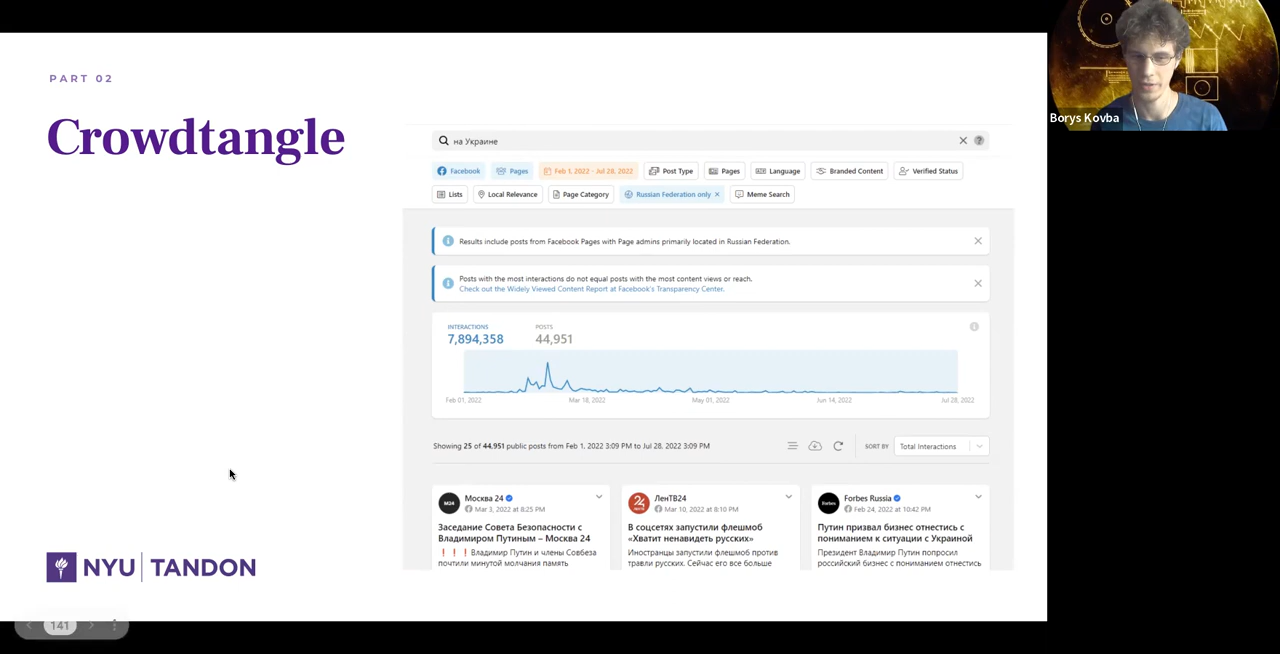 PART 02
Crowdtangle
на Украине
Facebook Pages Feb 1, 2022 - Jul 28, 2022 Post Type Pages Language Branded Content Verified Status
Lists Local Relevance Page Category Russian Federation only Meme Search
Results include posts from Facebook Pages with Page admins primarily located in Russian Federation.
Posts with the most interactions do not equal posts with the most content views or reach.
Check out the Widely Viewed Content Report at Facebook's Transparency Center.
INTERACTIONS POSTS
7,894,358 44,951
Feb 01, 2022 Mar 18, 2022 May 01, 2022 Jun 14, 2022 Jul 28, 2022
Showing 25 of 44,951 public posts from Feb 1, 2022 3:09 PM to Jul 28, 2022 3:09 PM SORT BY Total Interactions
М24 Москва 24
Mar 3, 2022 at 8:25 PM
Заседание Совета Безопасности с
Владимиром Путиным – Москва 24
❗❗❗Владимир Путин и члены Совбеза
почтили минутой молчания память
24 ЛенТВ24
Mar 10, 2022 at 8:10 PM
В соцсетях запустили флешмоб
«Хватит ненавидеть русских»
Иностранцы запустили флешмоб против
травли русских. Сейчас его все больше
Forbes Forbes Russia
Feb 24, 2022 at 10:42 PM
Путин призвал бизнес отнестись с
пониманием к ситуации с Украиной
Президент Владимир Путин попросил
российский бизнес с пониманием отнестись
NYU TANDON
141
Borys Kovba